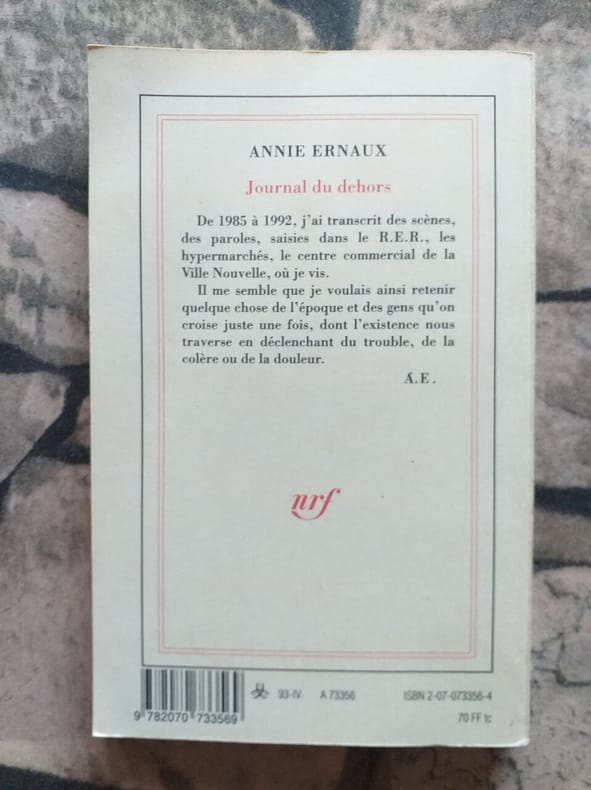 ANNIE ERNAUX
Journal du dehors
De 1985 à 1992, j'ai transcrit des scènes,
des paroles, saisies dans le R.E.R., les
hypermarchés, le centre commercial de la
Ville Nouvelle, où je vis.
Il me semble que je voulais ainsi retenir
quelque chose de l'époque et des gens qu'on
croise juste une fois, dont l'existence nous
traverse en déclenchant du trouble, de la
colère ou de la douleur.
A.E.
nrf
93-IV A 73356 ISBN 2-07-073356-4
9 782070 733569 70 FF tc